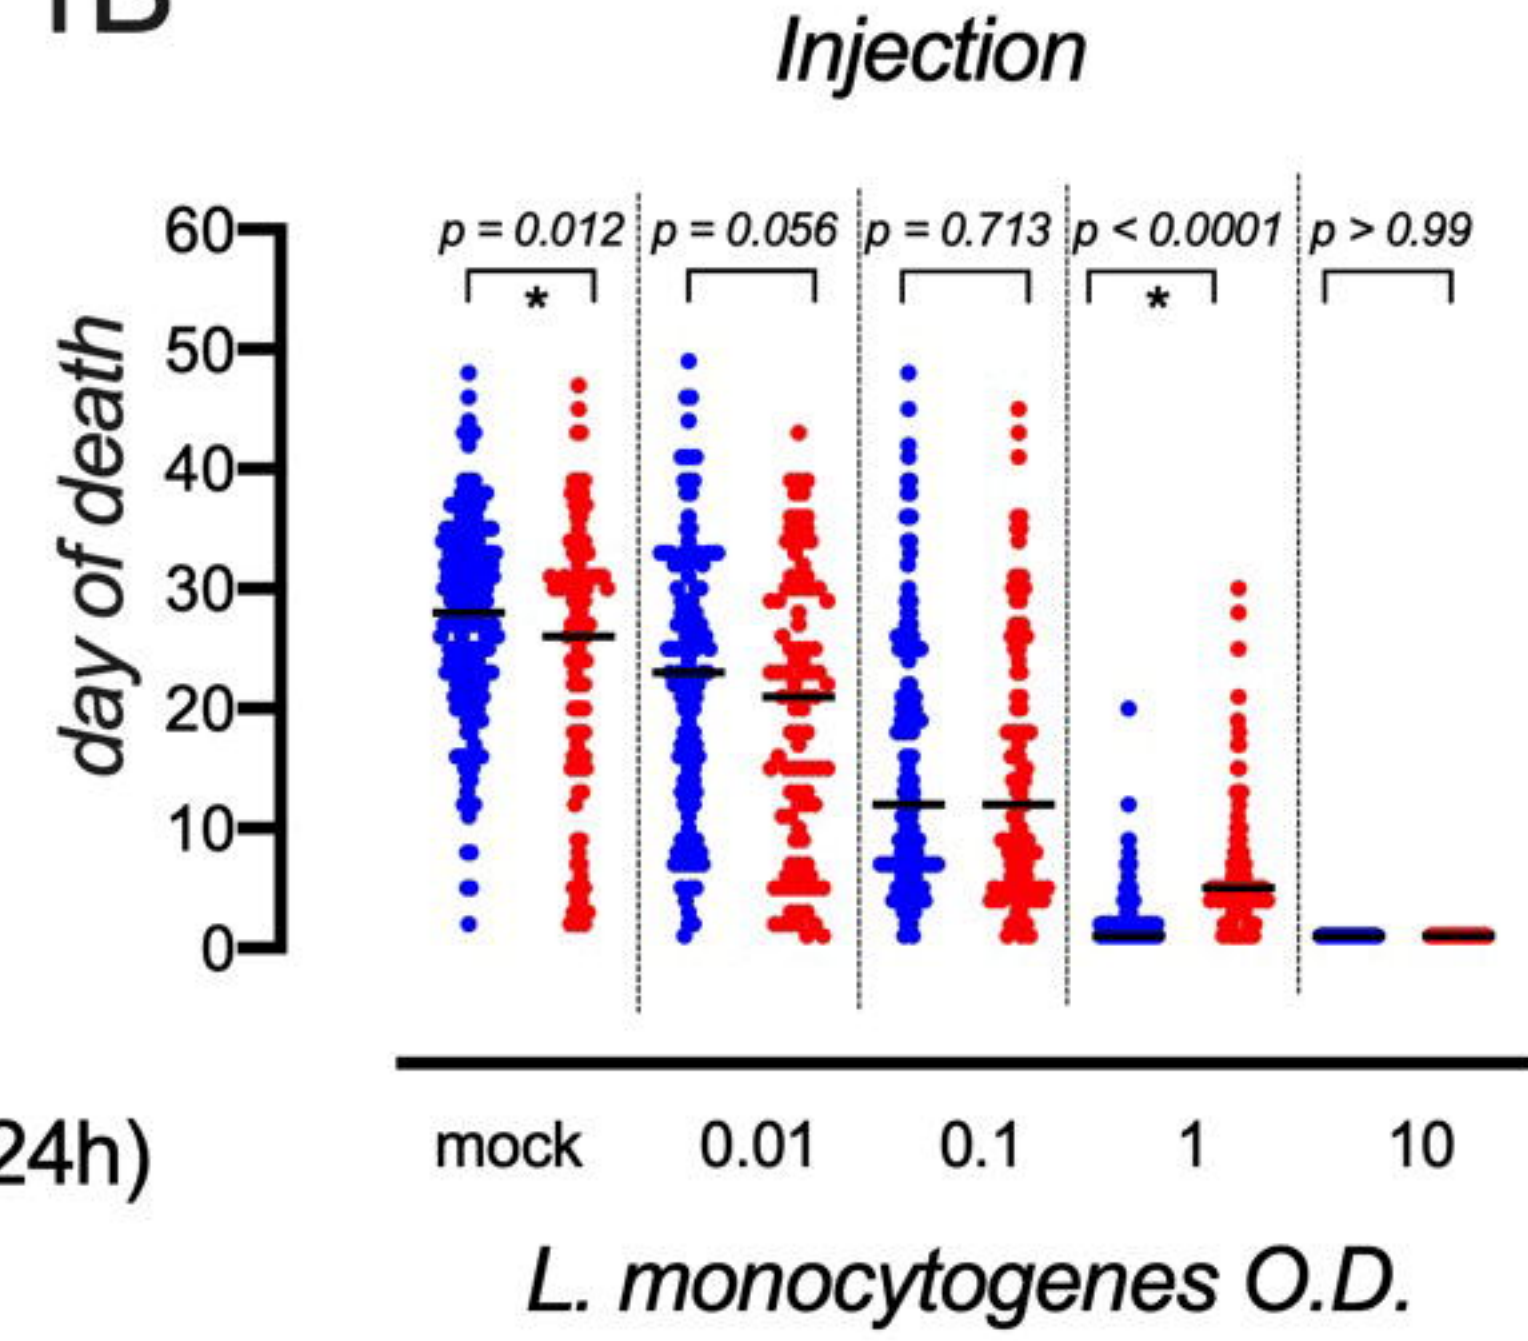 1B
Injection
p = 0.012 p = 0.056 p = 0.713 p < 0.0001 p > 0.99
* *
60
50
40
30
20
10
0
day of death
24h) mock 0.01 0.1 1 10
L. monocytogenes O.D.